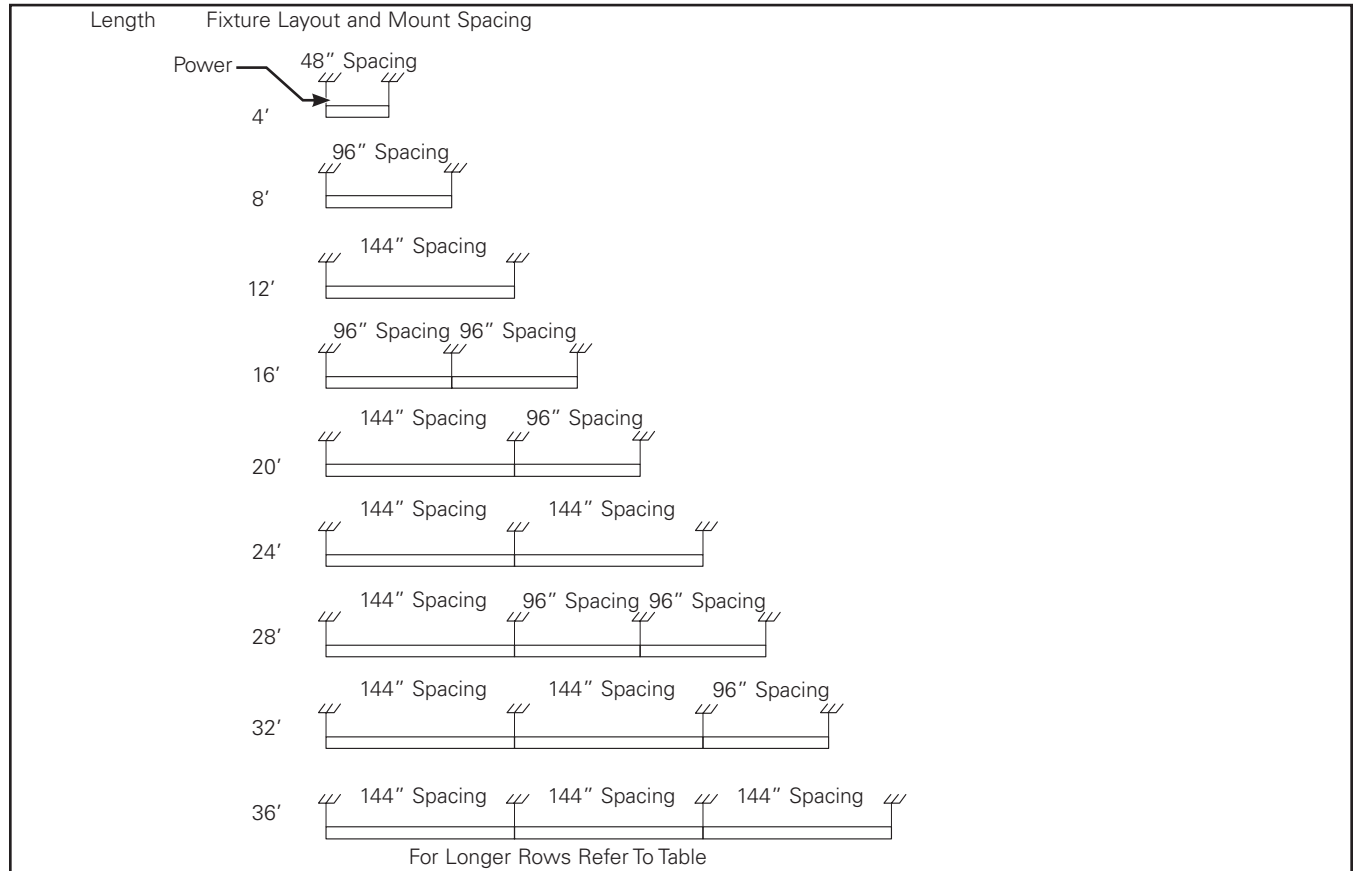 Length Fixture Layout and Mount Spacing
Power
48” Spacing
4’
96” Spacing
8’
144” Spacing
12’
96” Spacing 96” Spacing
16’
144” Spacing 96” Spacing
20’
144” Spacing 144” Spacing
24’
144” Spacing 96” Spacing 96” Spacing
28’
144” Spacing 144” Spacing 96” Spacing
32’
144” Spacing 144” Spacing 144” Spacing
36’
For Longer Rows Refer To Table